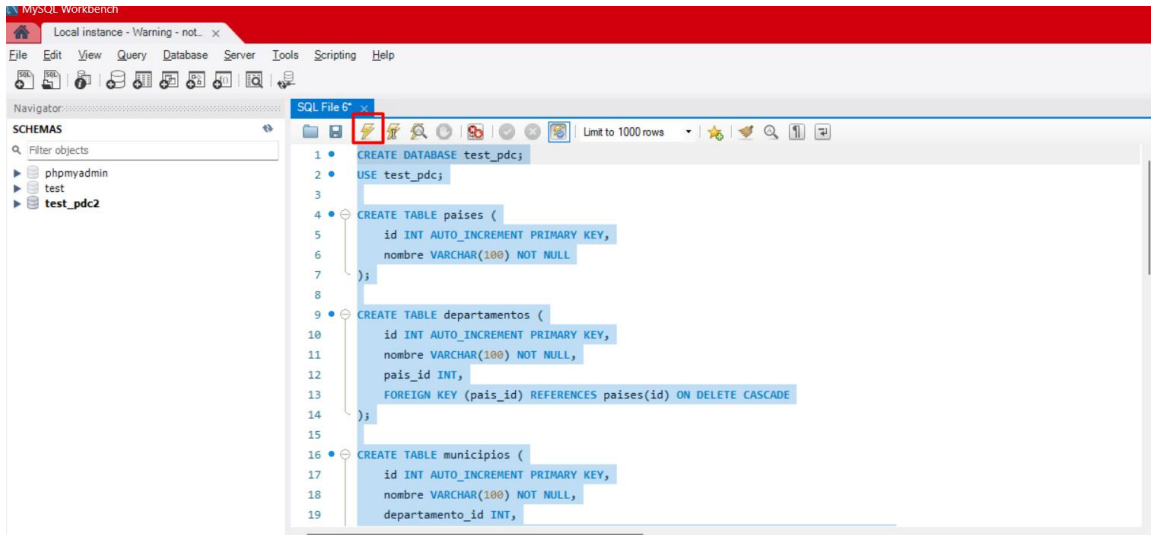 MySQL Workbench
Local instance - Warning - not...
File Edit View Query Database Server Tools Scripting Help
Navigator
SQL File 6*
SCHEMAS
Filter objects
phpmyadmin
test
test_pdc2
Limit to 1000 rows
1 CREATE DATABASE test_pdc;
2 USE test_pdc;
3
4 CREATE TABLE paises (
5 id INT AUTO_INCREMENT PRIMARY KEY,
6 nombre VARCHAR(100) NOT NULL
7 );
8
9 CREATE TABLE departamentos (
10 id INT AUTO_INCREMENT PRIMARY KEY,
11 nombre VARCHAR(100) NOT NULL,
12 pais_id INT,
13 FOREIGN KEY (pais_id) REFERENCES paises(id) ON DELETE CASCADE
14 );
15
16 CREATE TABLE municipios (
17 id INT AUTO_INCREMENT PRIMARY KEY,
18 nombre VARCHAR(100) NOT NULL,
19 departamento_id INT,